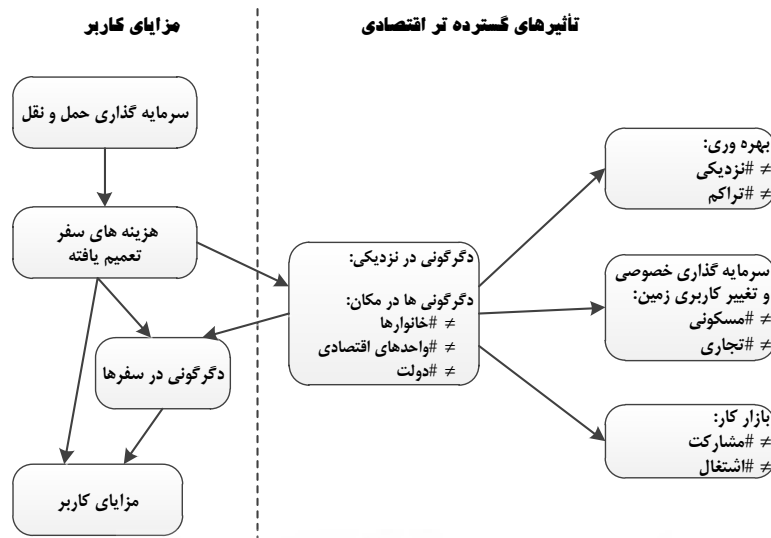 مزایای کاربر
تأثیرهای گسترده تر اقتصادی
سرمایه گذاری حمل و نقل
هزینه های سفر
تعمیم یافته
دگرگونی در سفرها
مزایای کاربر
دگرگونی در نزدیکی:
دگرگونی ها در مکان:
≠ #خانوارها
≠ #واحدهای اقتصادی
≠ #دولت
بهره وری:
≠ #نزدیکی
≠ #تراکم
سرمایه گذاری خصوصی
و تغییر کاربری زمین:
≠ #مسکونی
≠ #تجاری
بازار کار:
≠ #مشارکت
≠ #اشتغال